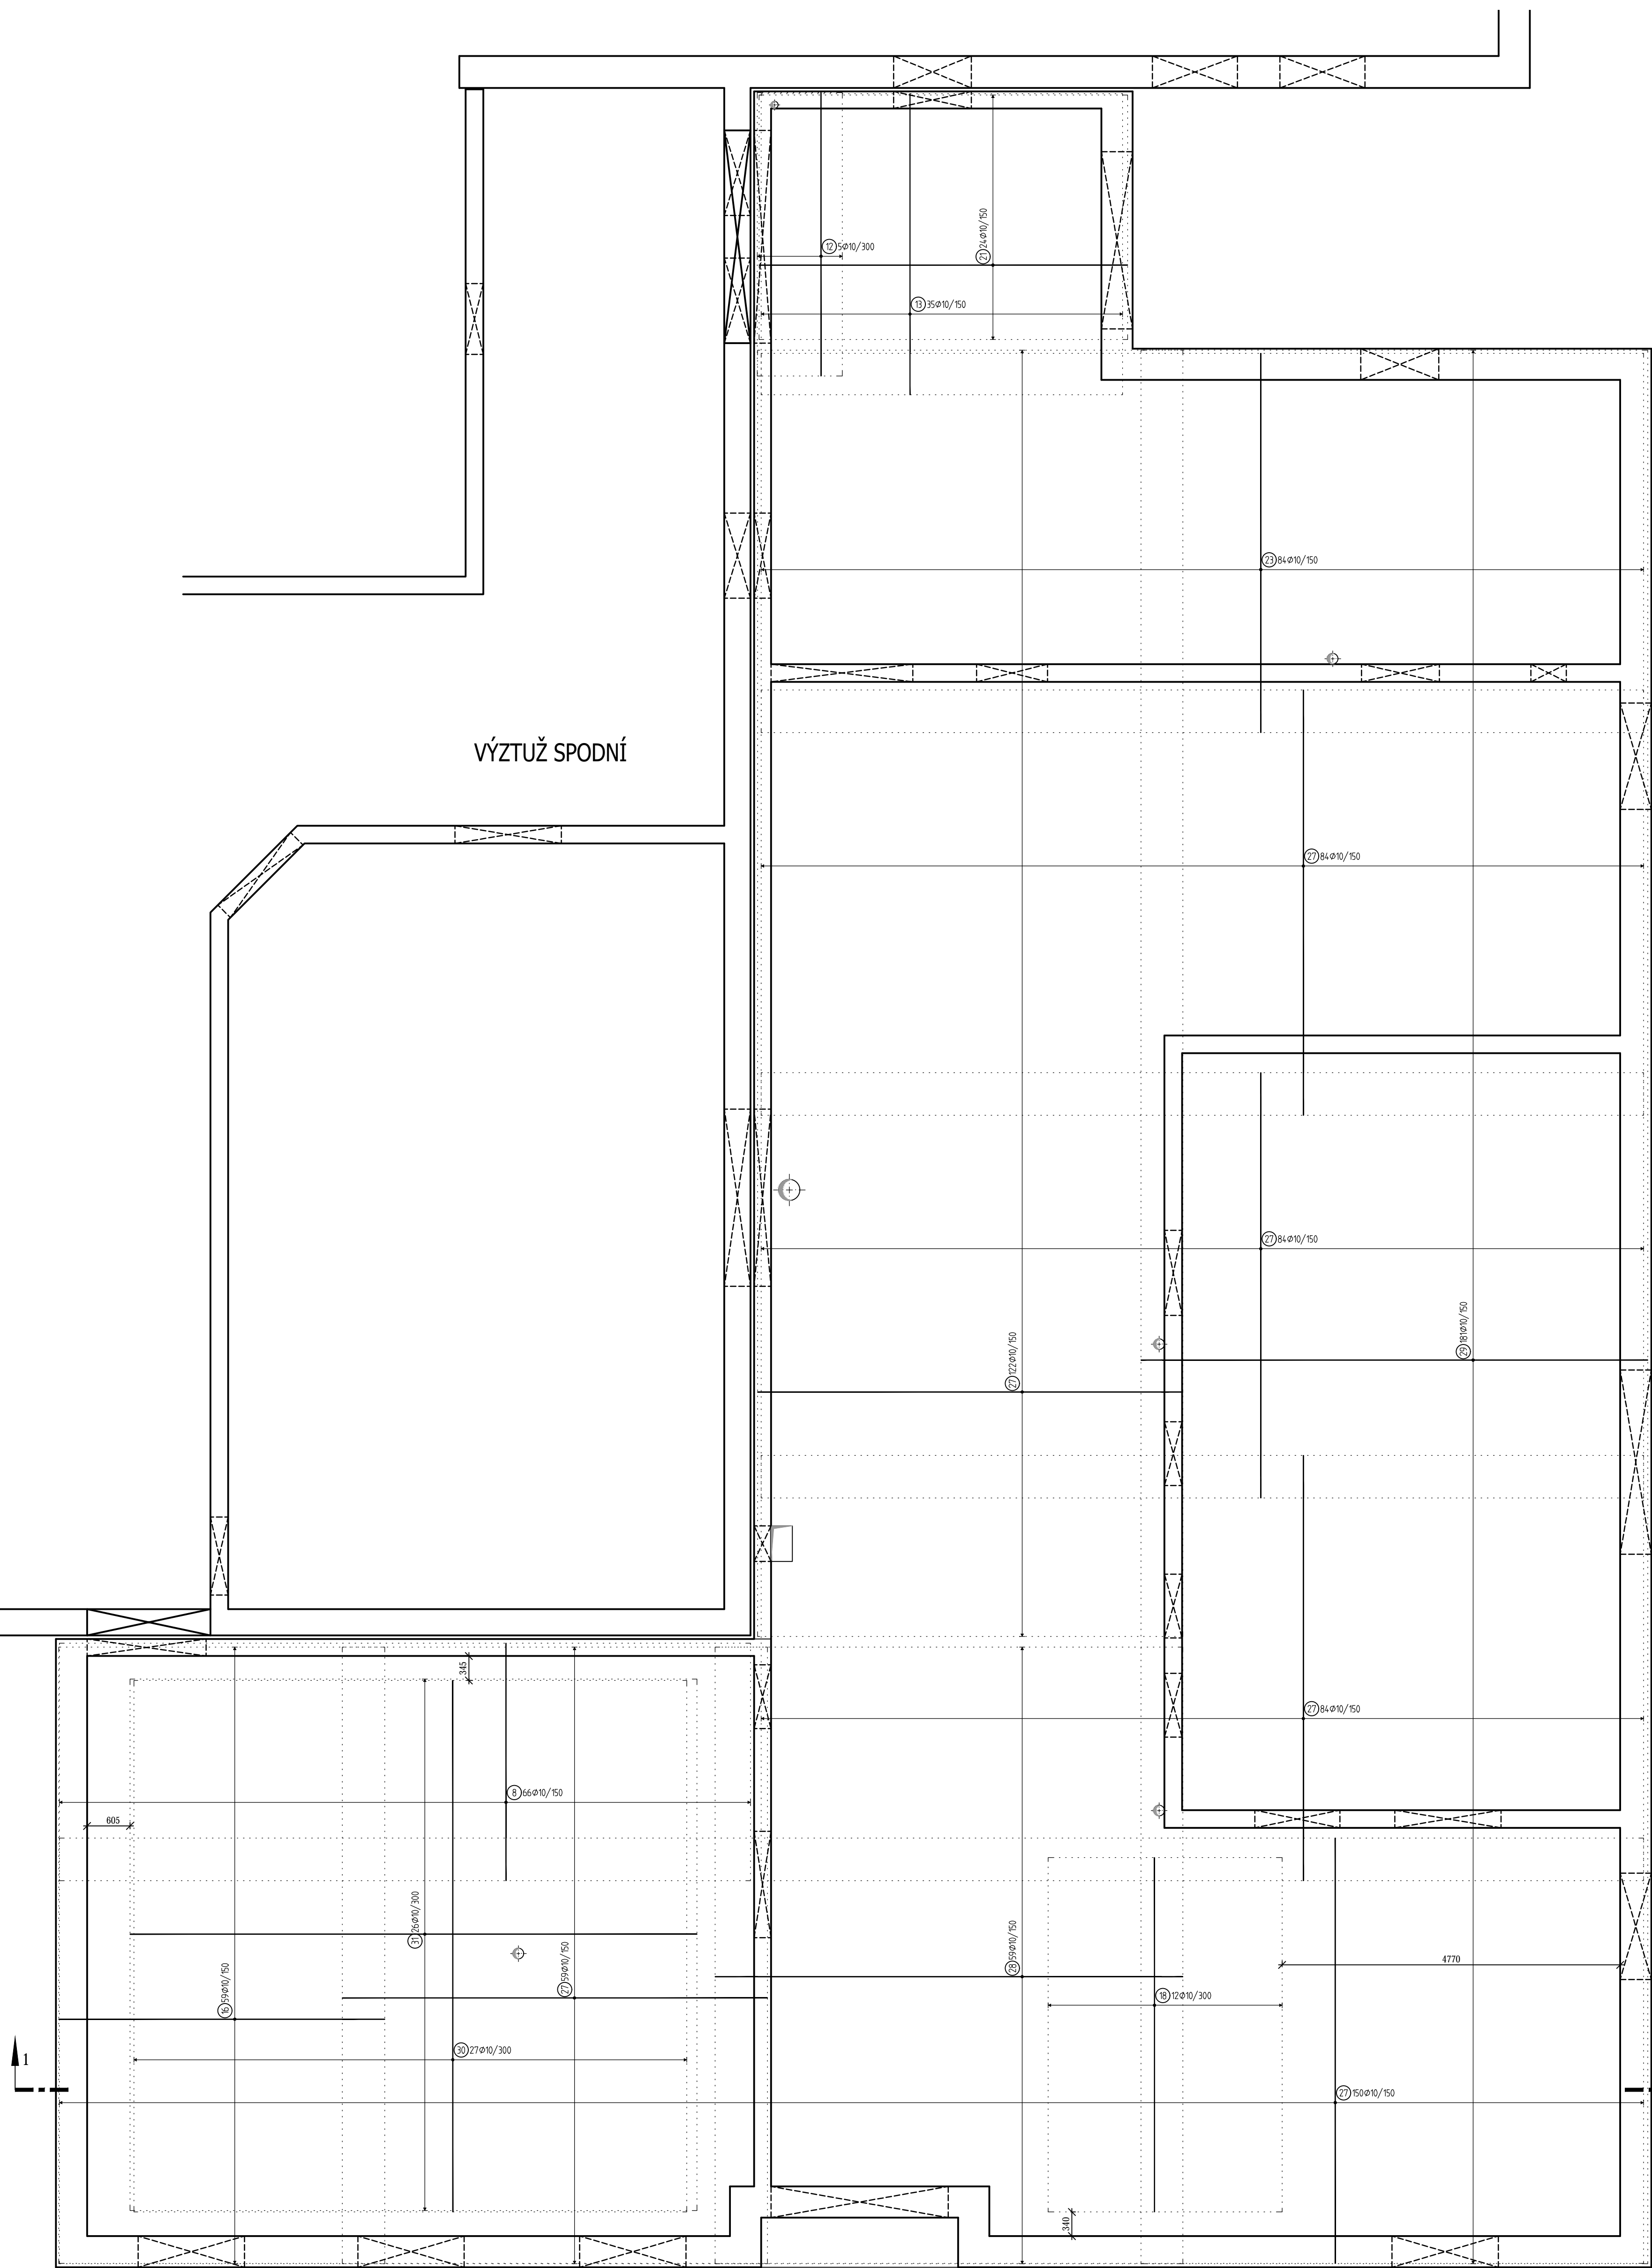 12 5Ø10/300
21 24Ø10/150
13 35Ø10/150
23 84Ø10/150
VÝZTUŽ SPODNÍ
27 84Ø10/150
27 84Ø10/150
29 181Ø10/150
27 122Ø10/150
345
27 84Ø10/150
8 66Ø10/150
605
31 26Ø10/300
28 59Ø10/150
27 59Ø10/150
16 59Ø10/150
4770
18 12Ø10/300
30 27Ø10/300
1
27 150Ø10/150
340